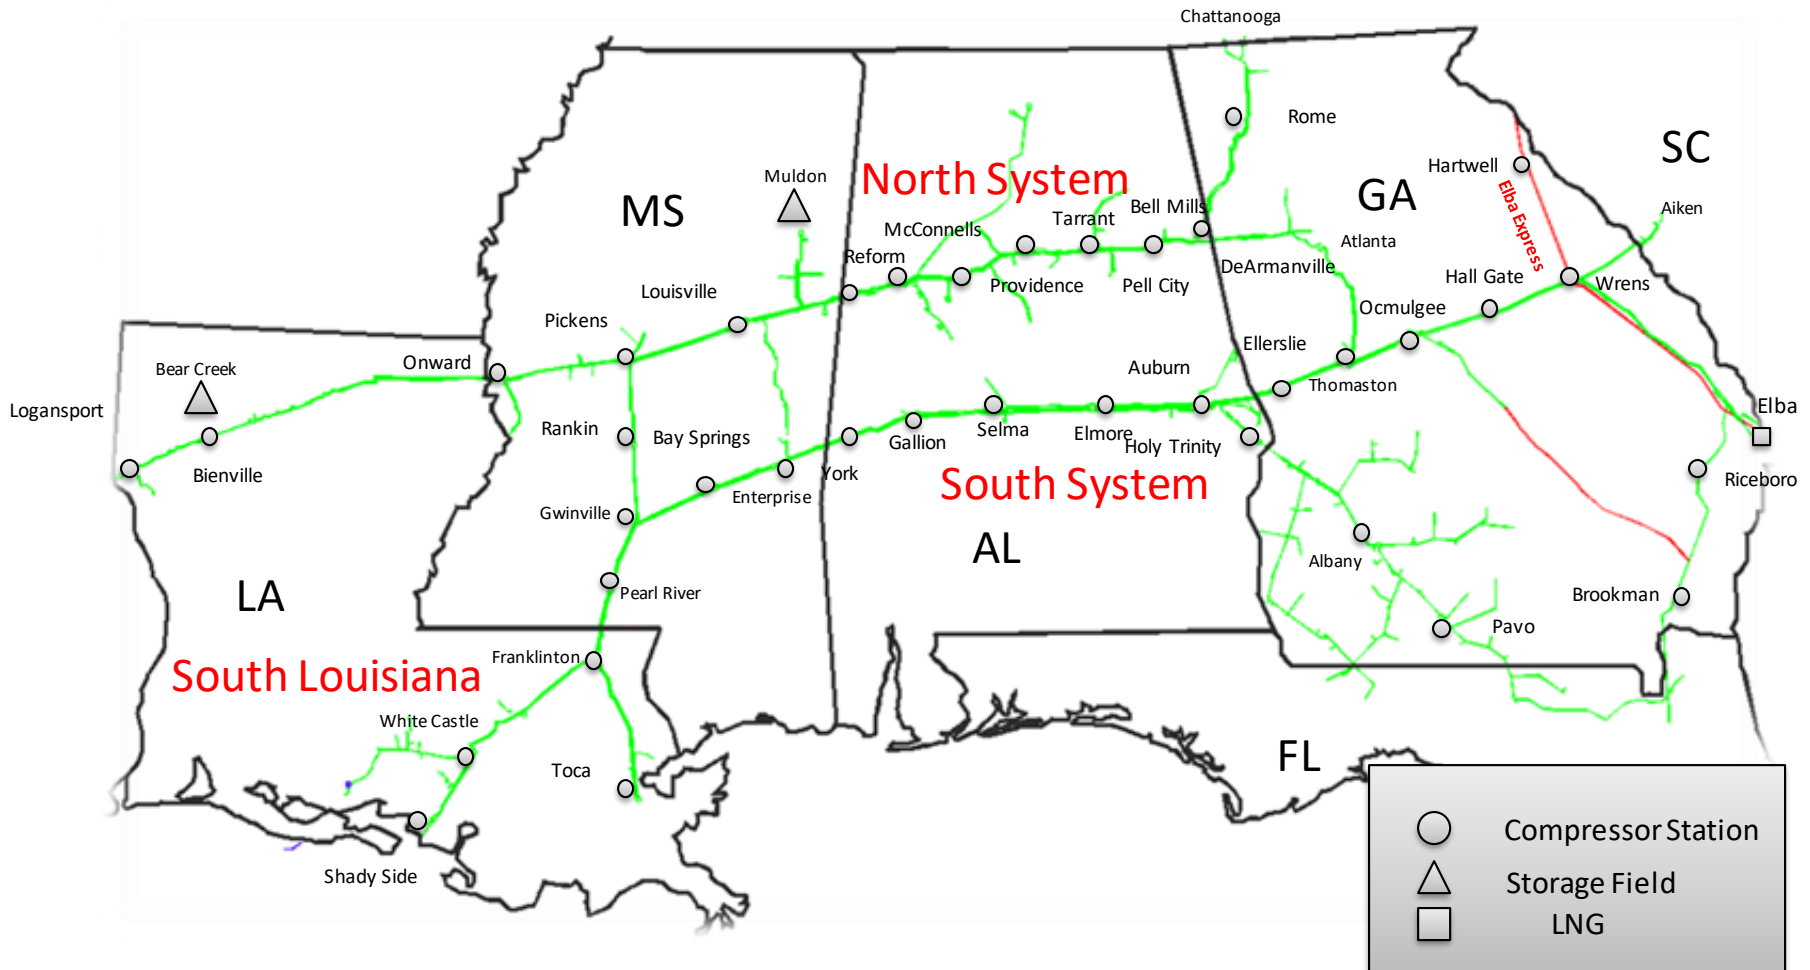 Chattanooga
Rome
SC
Hartwell
Muldon
North System
GA
MS
Elba Express
Bell Mills
Aiken
Tarrant
McConnells
Atlanta
Reform
DeArmanville
Hall Gate
Wrens
Louisville
Providence
Pell City
Ocmulgee
Pickens
Ellerslie
Onward
Bear Creek
Auburn
Thomaston
Logansport
Elba
Rankin
Bay Springs
Gallion
Selma
Elmore
Holy Trinity
Bienville
York
South System
Riceboro
Enterprise
Gwinville
AL
Albany
LA
Pearl River
Brookman
Pavo
Franklinton
South Louisiana
White Castle
Toca
FL
Compressor Station
Shady Side
Storage Field
LNG